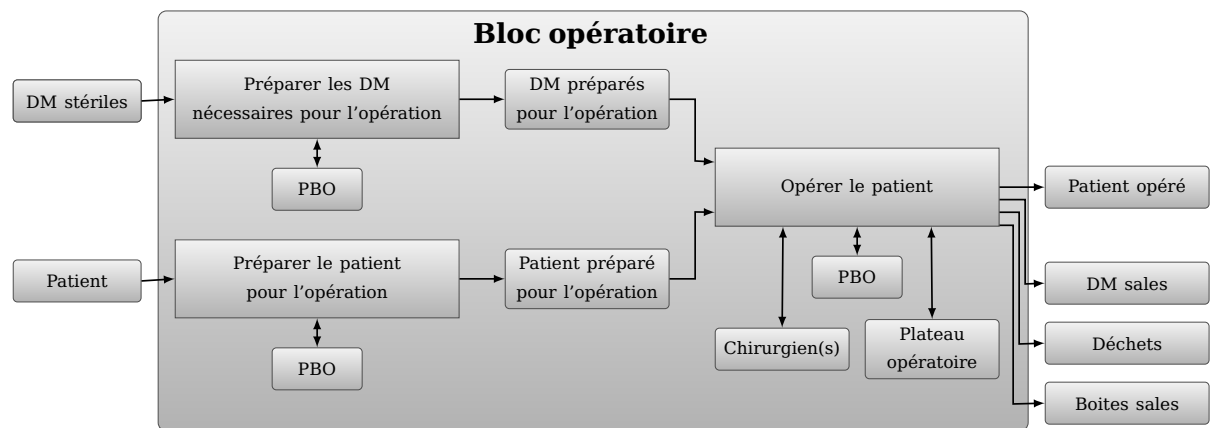 Bloc opératoire
DM stériles
Préparer les DM
nécessaires pour l’opération
DM préparés
pour l’opération
PBO
Opérer le patient
Patient opéré
Patient
Préparer le patient
pour l’opération
Patient préparé
pour l’opération
PBO
PBO
Chirurgien(s)
Plateau
opératoire
DM sales
Déchets
Boites sales